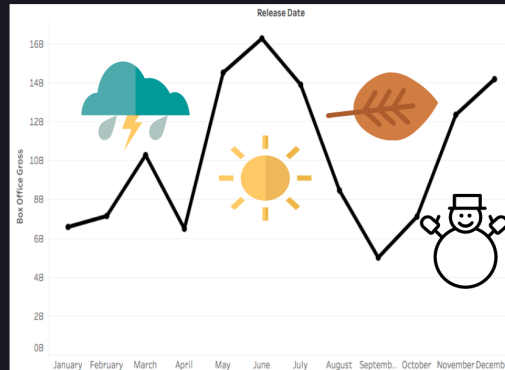 Release Date
16B
14B
12B
10B
8B
6B
4B
2B
0B
Box Office Gross
January February March April May June July August Septemb.. October November Decemb